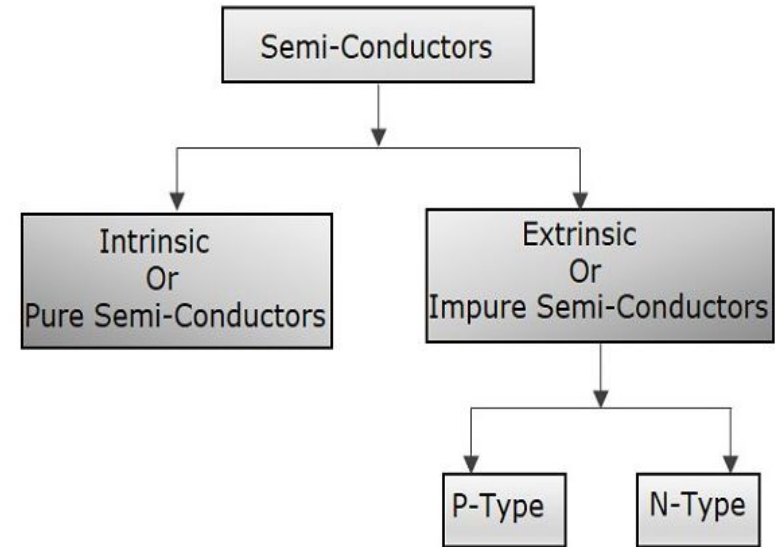 Semi-Conductors
Intrinsic
Or
Pure Semi-Conductors
Extrinsic
Or
Impure Semi-Conductors
P-Type
N-Type